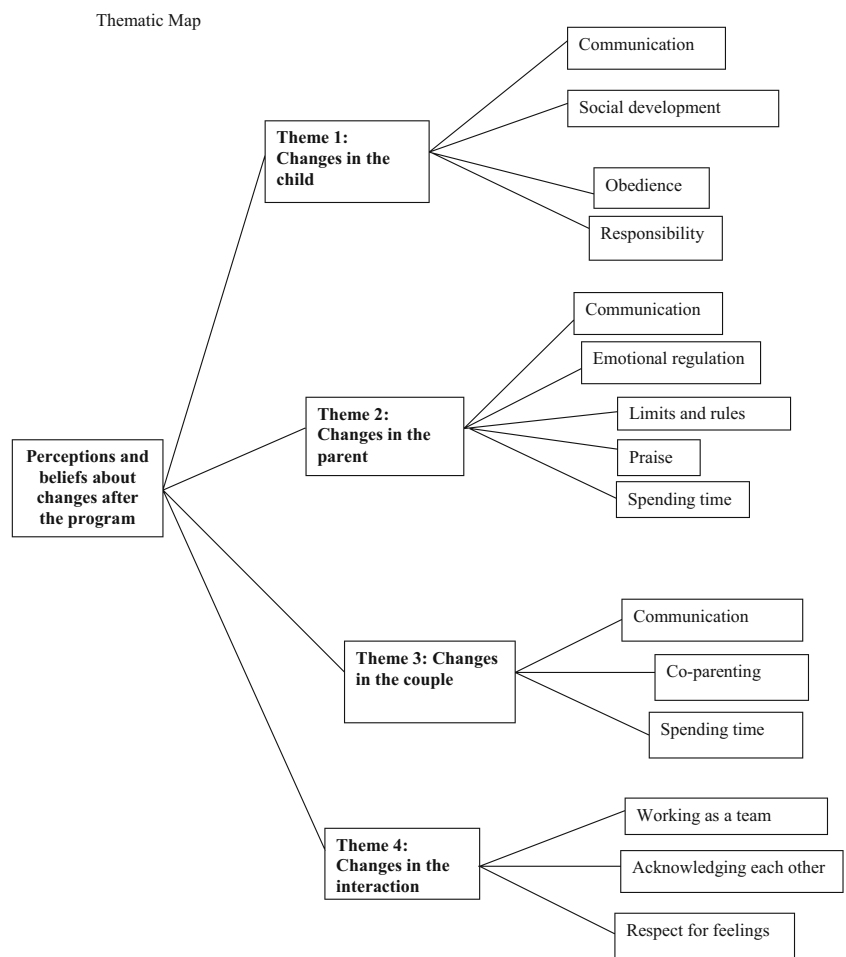 Thematic Map
Communication
Social development
Theme 1:
Changes in the
child
Obedience
Responsibility
Communication
Emotional regulation
Theme 2:
Changes in the
parent
Limits and rules
Praise
Spending time
Perceptions and
beliefs about
changes after
the program
Communication
Theme 3: Changes
in the couple
Co-parenting
Spending time
Working as a team
Theme 4:
Changes in the
interaction
Acknowledging each other
Respect for feelings